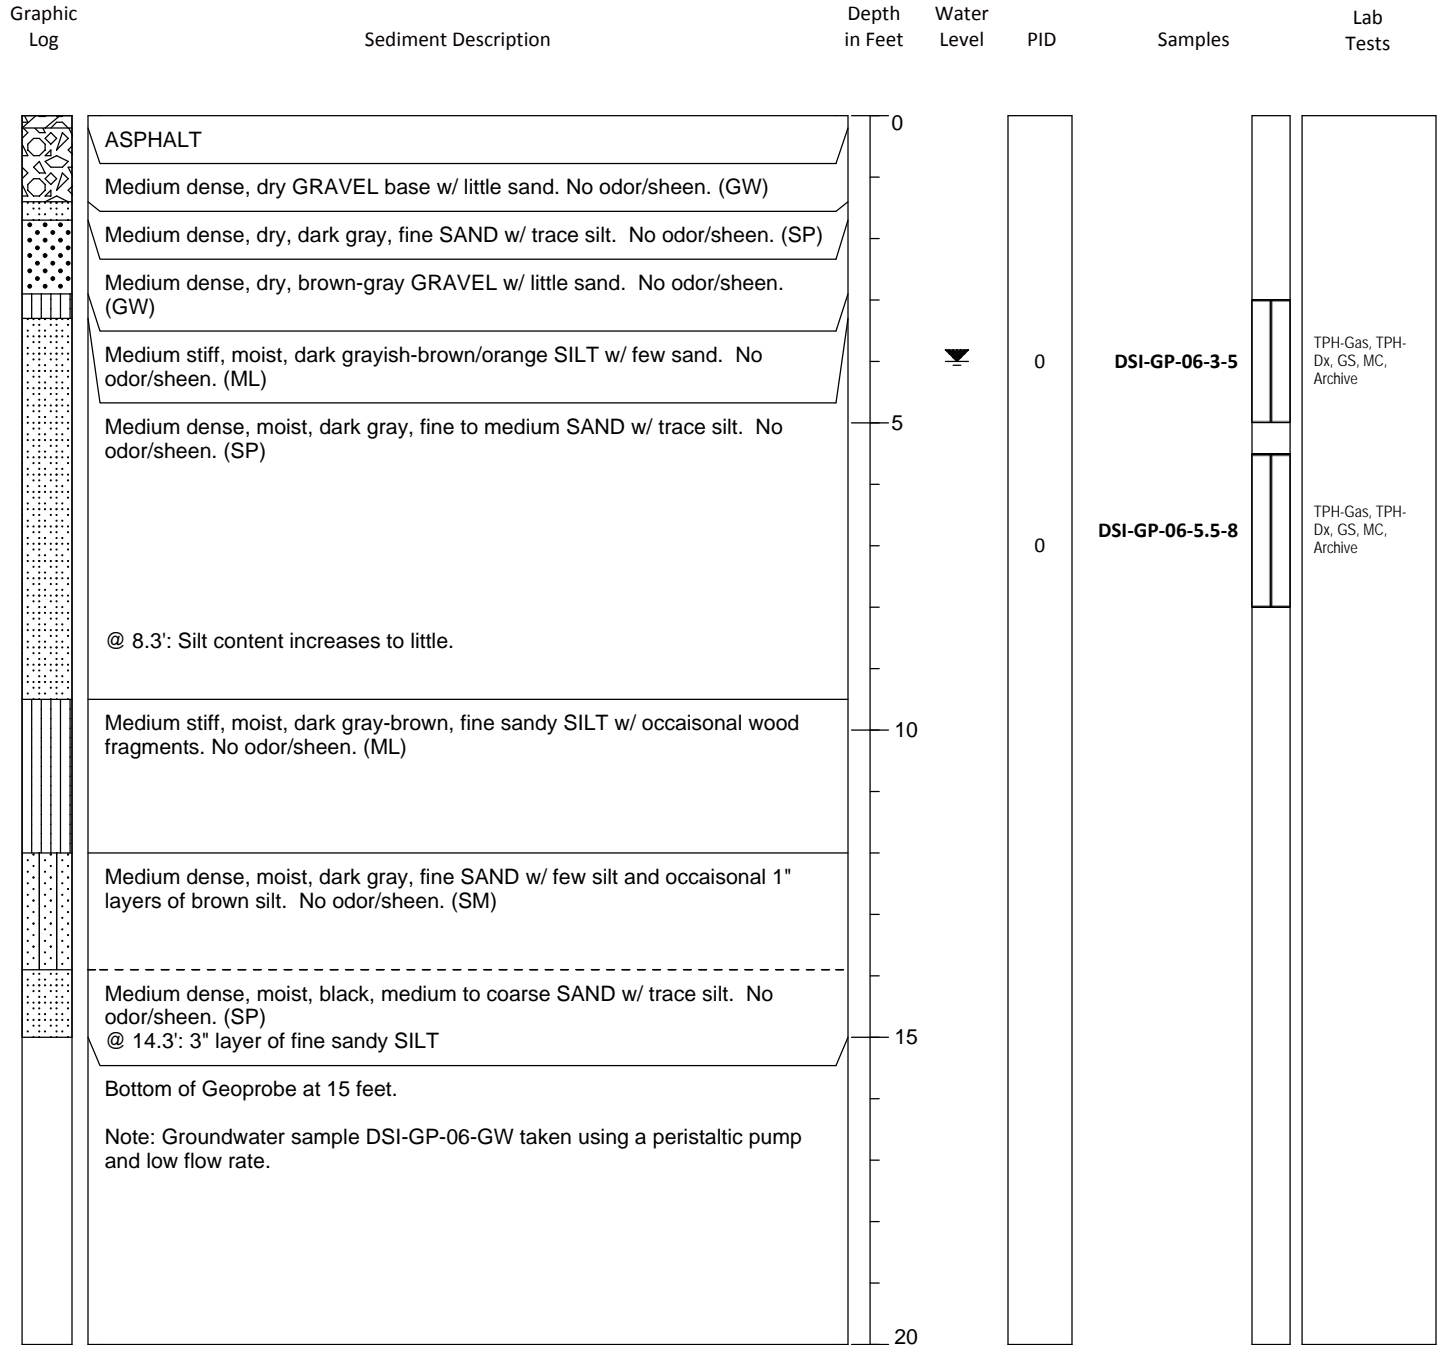 Graphic
Log
Sediment Description
Depth
in Feet
Water
Level
PID
Samples
Lab
Tests
0
ASPHALT
Medium dense, dry GRAVEL base w/ little sand. No odor/sheen. (GW)
Medium dense, dry, dark gray, fine SAND w/ trace silt.  No odor/sheen. (SP)
Medium dense, dry, brown-gray GRAVEL w/ little sand.  No odor/sheen.
(GW)
Medium stiff, moist, dark grayish-brown/orange SILT w/ few sand.  No
odor/sheen. (ML)
0
DSI-GP-06-3-5
TPH-Gas, TPH-
Dx, GS, MC,
Archive
Medium dense, moist, dark gray, fine to medium SAND w/ trace silt.  No
odor/sheen. (SP)
5
0
DSI-GP-06-5.5-8
TPH-Gas, TPH-
Dx, GS, MC,
Archive
@ 8.3': Silt content increases to little.
Medium stiff, moist, dark gray-brown, fine sandy SILT w/ occaisonal wood
fragments. No odor/sheen. (ML)
10
Medium dense, moist, dark gray, fine SAND w/ few silt and occaisonal 1"
layers of brown silt.  No odor/sheen. (SM)
Medium dense, moist, black, medium to coarse SAND w/ trace silt.  No
odor/sheen. (SP)
@ 14.3': 3" layer of fine sandy SILT
15
Bottom of Geoprobe at 15 feet.
Note: Groundwater sample DSI-GP-06-GW taken using a peristaltic pump
and low flow rate.
20